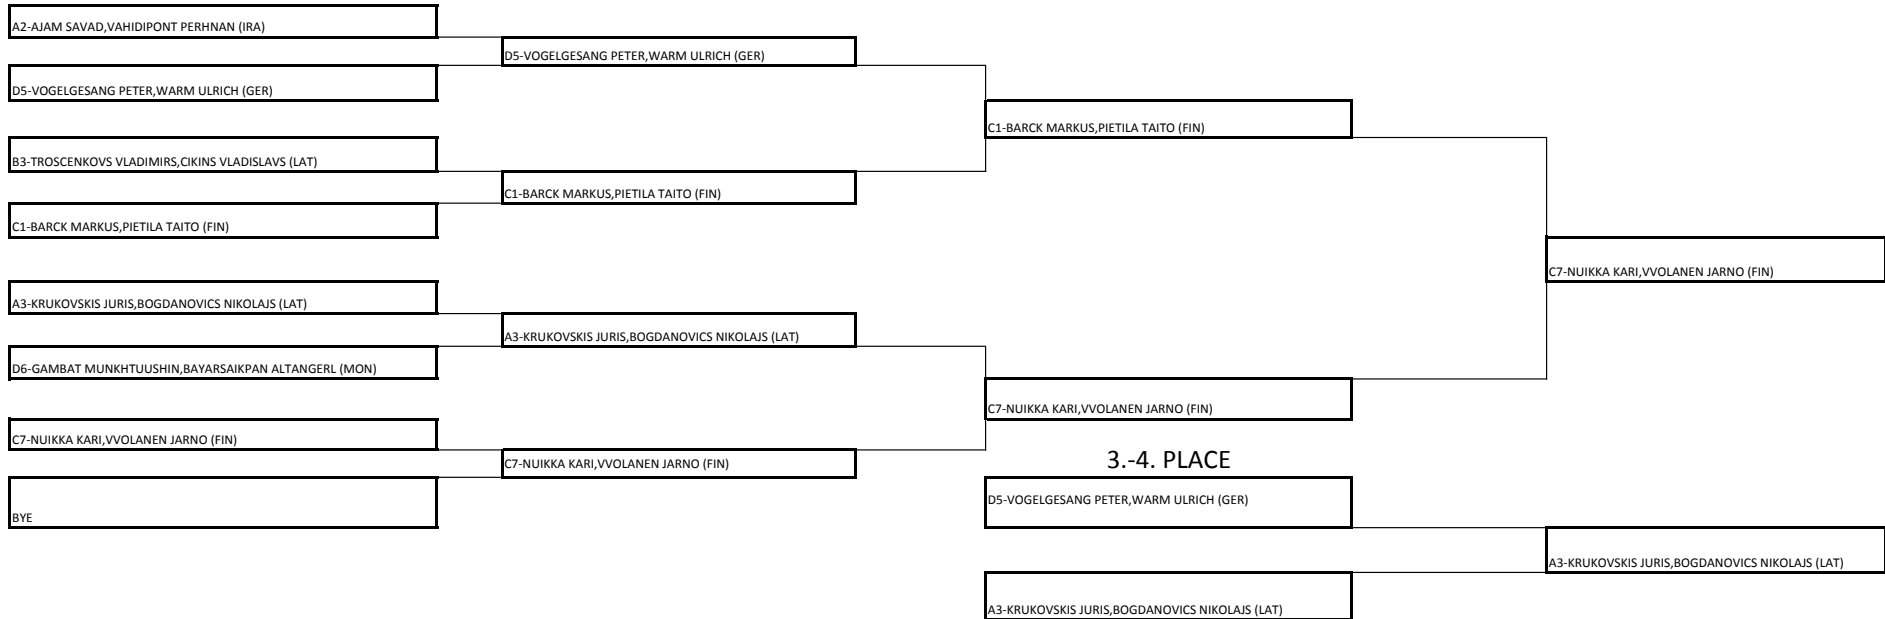 A2-AJAM SAVAD,VAHIDIPONT PERHNAN (IRA)
D5-VOGELGESANG PETER,WARM ULRICH (GER)
D5-VOGELGESANG PETER,WARM ULRICH (GER)
C1-BARCK MARKUS,PIETILA TAITO (FIN)
B3-TROSCENKOVS VLADIMIRS,CIKINS VLADISLAVS (LAT)
C1-BARCK MARKUS,PIETILA TAITO (FIN)
C1-BARCK MARKUS,PIETILA TAITO (FIN)
C7-NUIKKA KARI,VVOLANEN JARNO (FIN)
A3-KRUKOVSKIS JURIS,BOGDANOVICS NIKOLAJS (LAT)
A3-KRUKOVSKIS JURIS,BOGDANOVICS NIKOLAJS (LAT)
D6-GAMBAT MUNKHTUUSHIN,BAYARSAIKPAN ALTANGERL (MON)
C7-NUIKKA KARI,VVOLANEN JARNO (FIN)
C7-NUIKKA KARI,VVOLANEN JARNO (FIN)
C7-NUIKKA KARI,VVOLANEN JARNO (FIN)
3.-4. PLACE
D5-VOGELGESANG PETER,WARM ULRICH (GER)
BYE
A3-KRUKOVSKIS JURIS,BOGDANOVICS NIKOLAJS (LAT)
A3-KRUKOVSKIS JURIS,BOGDANOVICS NIKOLAJS (LAT)